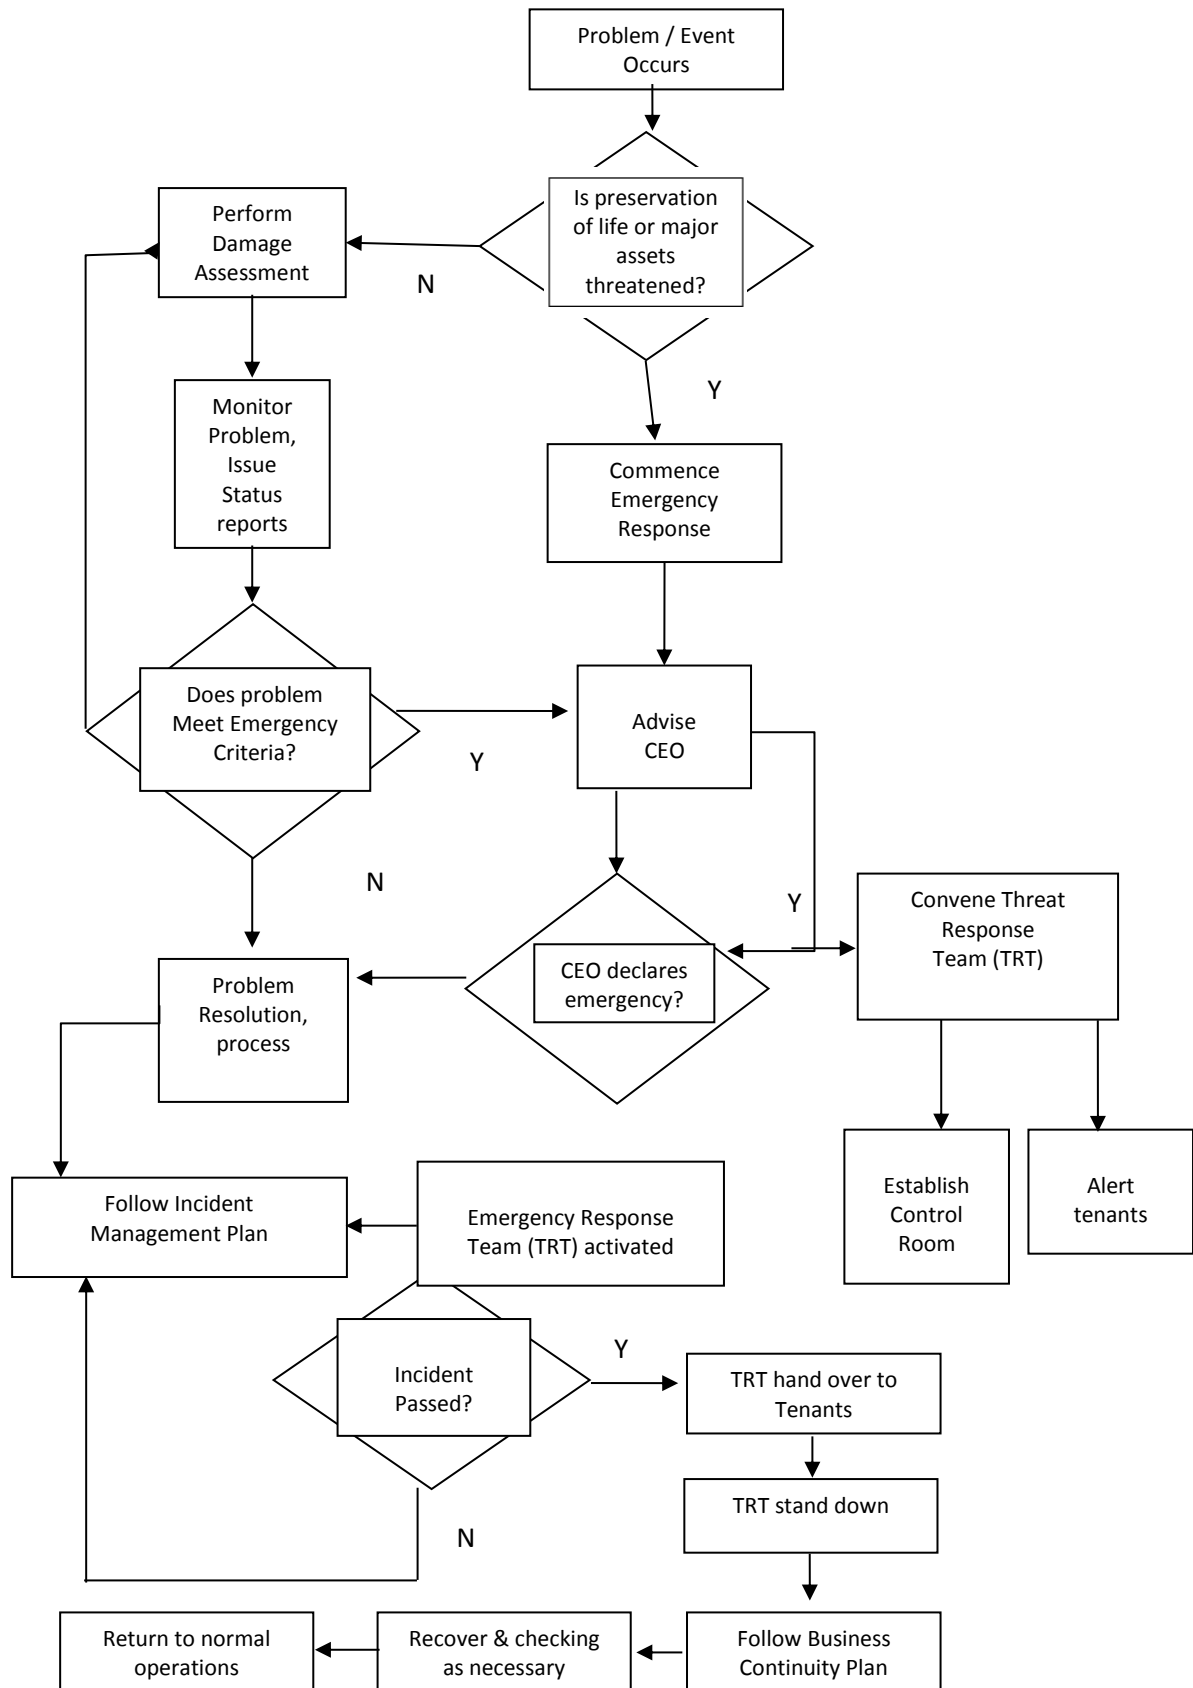 Problem / Event
Occurs
Is preservation
of life or major
assets
threatened?
Perform
Damage
Assessment
N
Y
Monitor
Problem,
Issue
Status
reports
Commence
Emergency
Response
Does problem
Meet Emergency
Criteria?
Y
Advise
CEO
N
Y
Convene Threat
Response
Team (TRT)
CEO declares
emergency?
Problem
Resolution,
process
Establish
Control
Room
Alert
tenants
Follow Incident
Management Plan
Emergency Response
Team (TRT) activated
Incident
Passed?
Y
TRT hand over to
Tenants
TRT stand down
N
Return to normal
operations
Recover & checking
as necessary
Follow Business
Continuity Plan